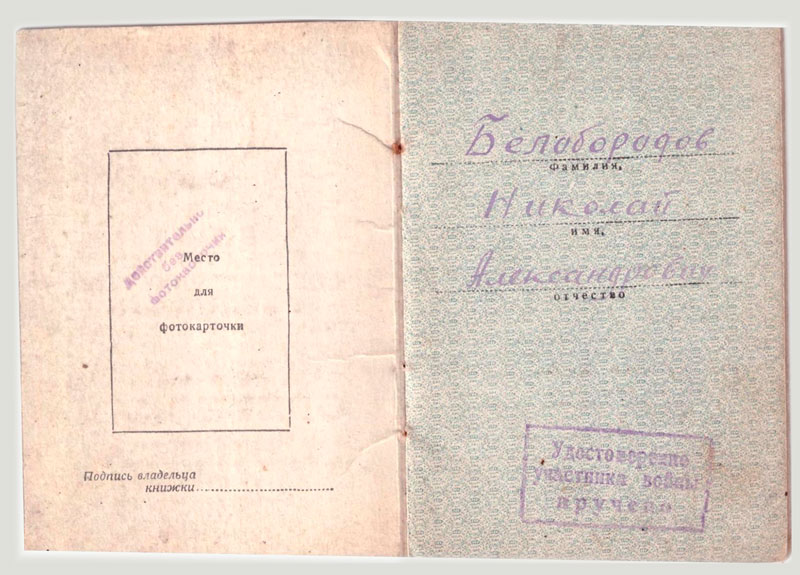 Действительно
без
фотокарточки
Место
для
фотокарточки
Подпись владельца
книжки
Белобородов
фамилия,
Николай
имя,
Александрович
отчество
Удостоверение
участника войны
вручено